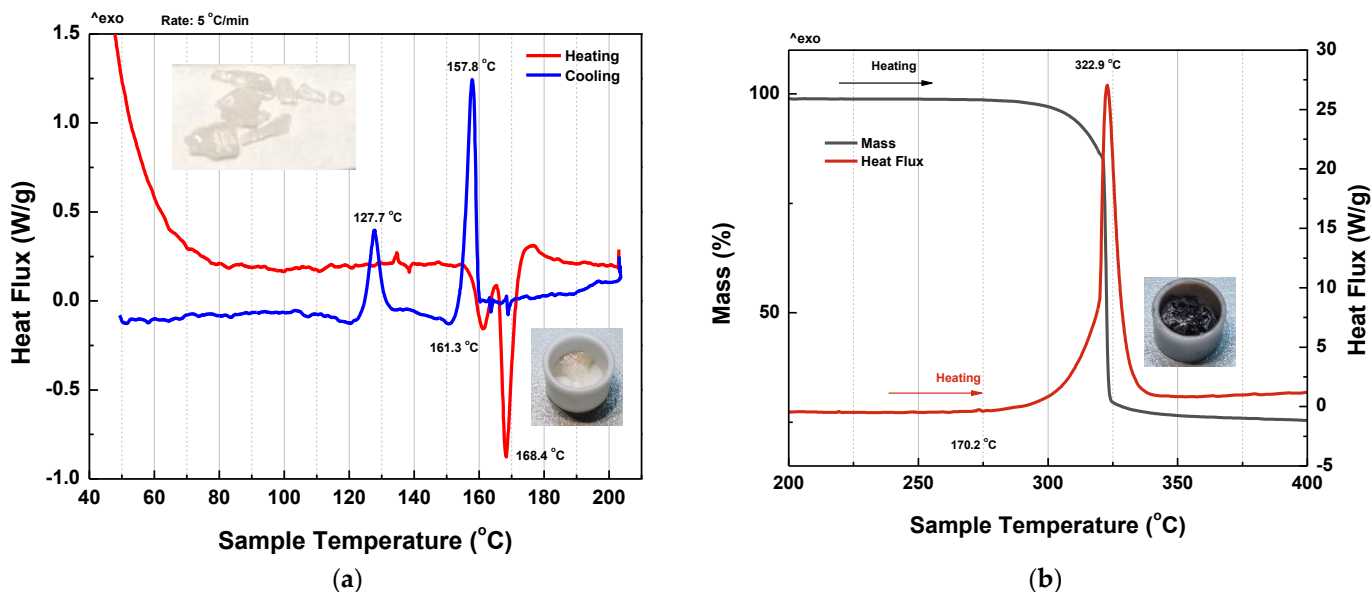 ^exo
Rate: 5 °C/min
1.5
1.0
0.5
0.0
-0.5
-1.0
Heat Flux (W/g)
Heating
Cooling
157.8 °C
127.7 °C
161.3 °C
168.4 °C
40 60 80 100 120 140 160 180 200
Sample Temperature (°C)
(a)
^exo
100
50
Mass (%)
Heating
322.9 °C
Mass
Heat Flux
Heating
170.2 °C
30
25
20
15
10
5
0
-5
Heat Flux (W/g)
200 250 300 350 400
Sample Temperature (°C)
(b)